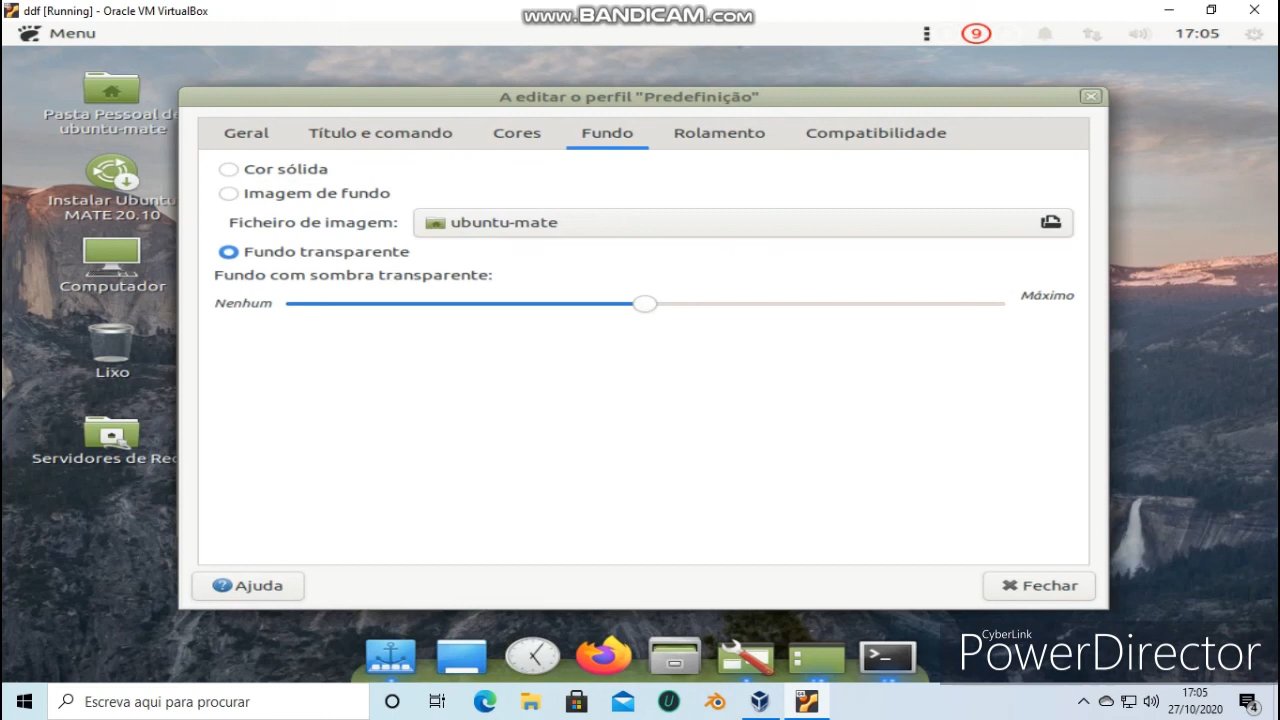 ddf [Running] - Oracle VM VirtualBox
www.BANDICAM.com
Menu
9
17:05
Pasta Pessoal de
ubuntu-mate
Instalar Ubuntu
MATE 20.10
Computador
Lixo
Servidores de Red
A editar o perfil "Predefinição"
Geral
Título e comando
Cores
Fundo
Rolamento
Compatibilidade
Cor sólida
Imagem de fundo
Ficheiro de imagem:
ubuntu-mate
Fundo transparente
Fundo com sombra transparente:
Nenhum
Máximo
Ajuda
Fechar
CyberLink
PowerDirector
Escreva aqui para procurar
17:05
27/10/2020
4